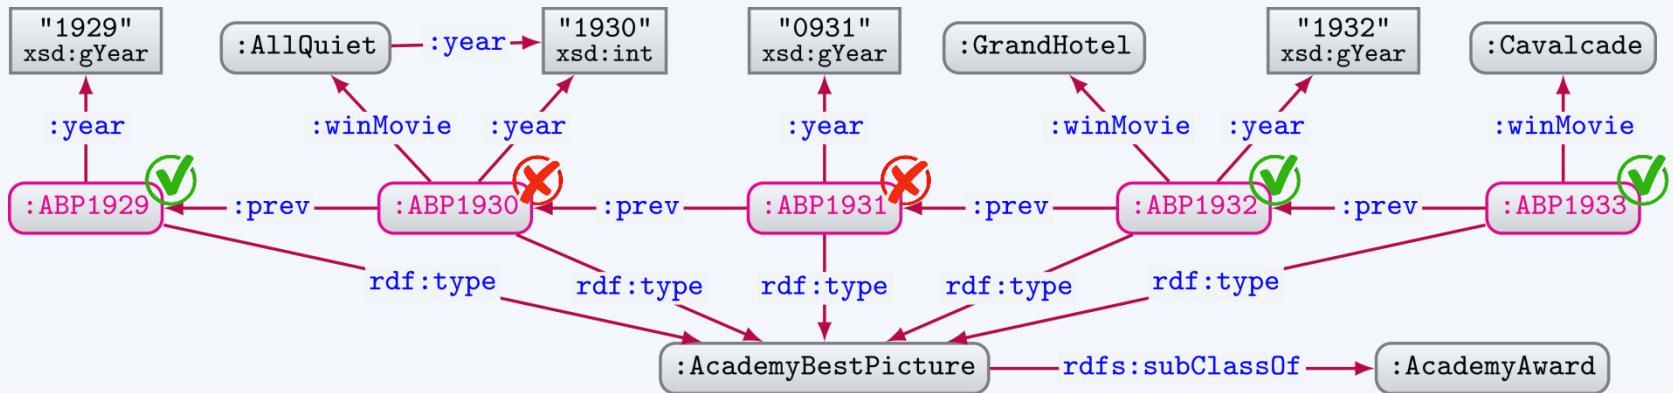 "1929"
xsd:gYear
:AllQuiet
:year
"1930"
xsd:int
"0931"
xsd:gYear
:GrandHotel
"1932"
xsd:gYear
:Cavalcade
:year
:winMovie
:year
:year
:winMovie
:year
:winMovie
:ABP1929
:prev
:ABP1930
:prev
:ABP1931
:prev
:ABP1932
:prev
:ABP1933
rdf:type
rdf:type
rdf:type
rdf:type
rdf:type
:AcademyBestPicture
rdfs:subClassOf
:AcademyAward